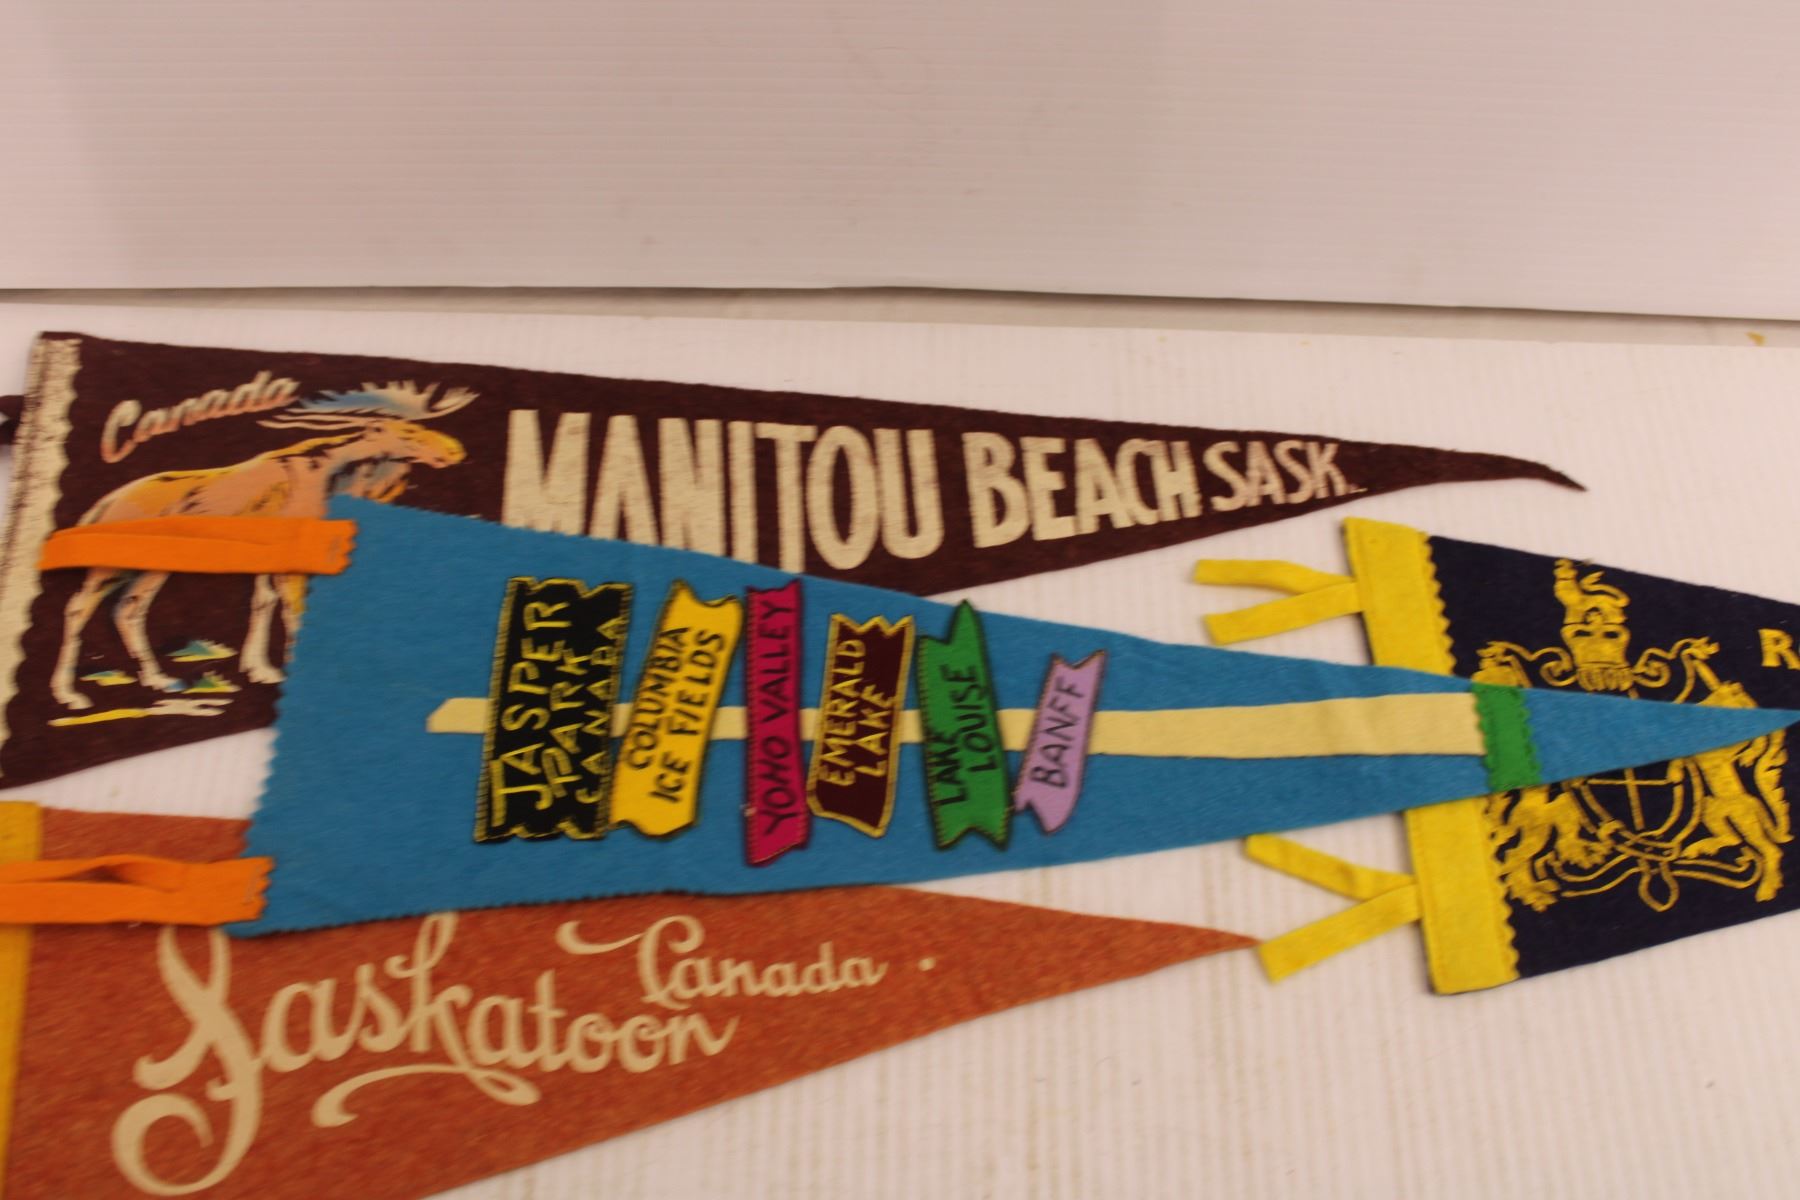 Canada
MANITOU BEACH SASK.
JASPER
PARK
CANADA
COLUMBIA
ICE FIELDS
YOHO VALLEY
EMERALD
LAKE
LAKE
LOUISE
BANFF
Saskatoon
Canada